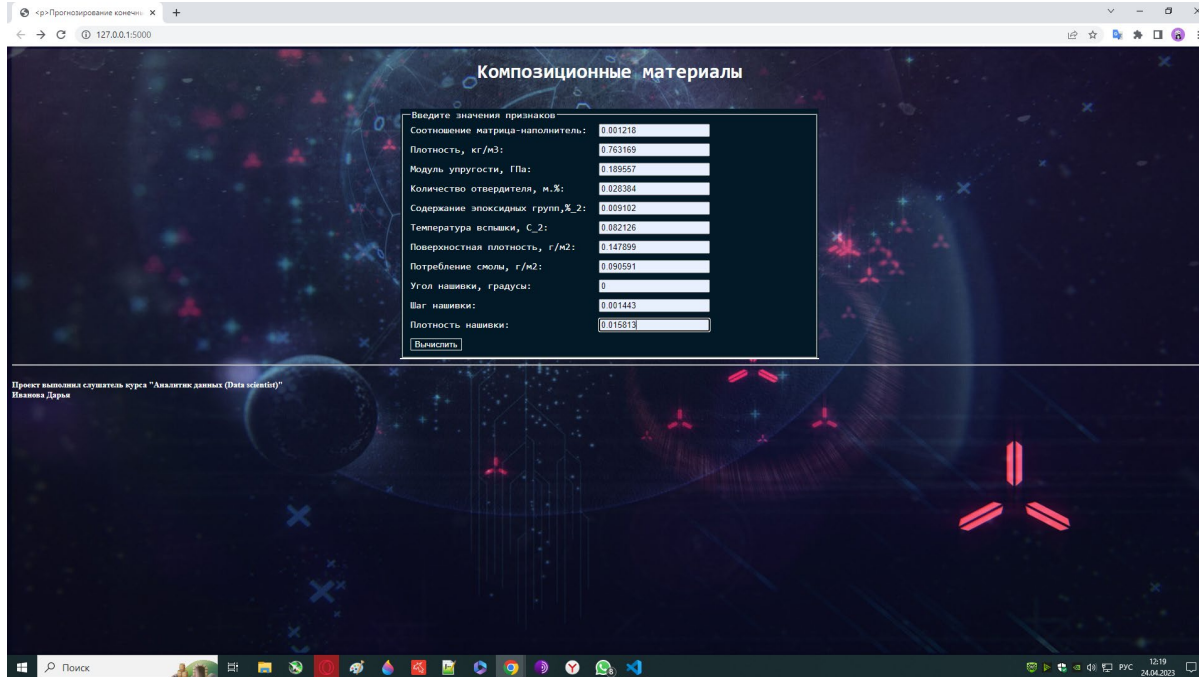 <p>Прогнозирование конечн
127.0.0.1:5000
Композиционные материалы
Введите значения признаков
Соотношение матрица-наполнитель: 0.001218
Плотность, кг/м3: 0.763169
Модуль упругости, ГПа: 0.189557
Количество отвердителя, м.%: 0.028384
Содержание эпоксидных групп,%_2: 0.009102
Температура вспышки, С_2: 0.082126
Поверхностная плотность, г/м2: 0.147899
Потребление смолы, г/м2: 0.090591
Угол нашивки, градусы: 0
Шаг нашивки: 0.001443
Плотность нашивки: 0.015813
Вычислить
Проект выполнил слушатель курса "Аналитик данных (Data scientist)"
Иванова Дарья
Поиск
РУС
12:19
24.04.2023